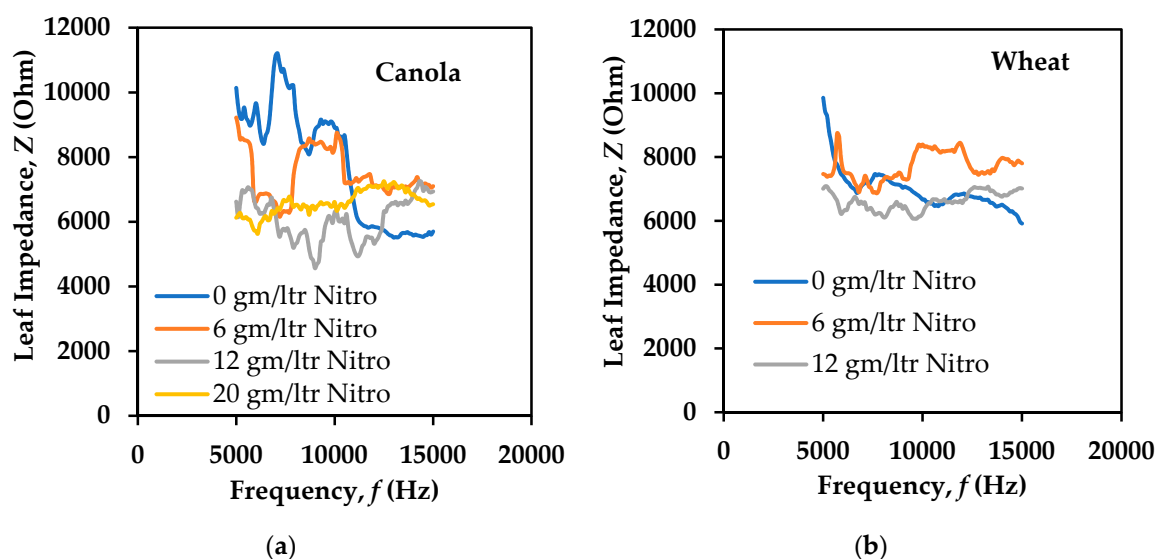 Canola
Leaf Impedance, Z (Ohm)
12000
10000
8000
6000
4000
2000
0
0 gm/ltr Nitro
6 gm/ltr Nitro
12 gm/ltr Nitro
20 gm/ltr Nitro
0 5000 10000 15000 20000
Frequency, f (Hz)
(a)
Wheat
Leaf Impedance, Z (Ohm)
12000
10000
8000
6000
4000
2000
0
0 gm/ltr Nitro
6 gm/ltr Nitro
12 gm/ltr Nitro
0 5000 10000 15000 20000
Frequency, f (Hz)
(b)